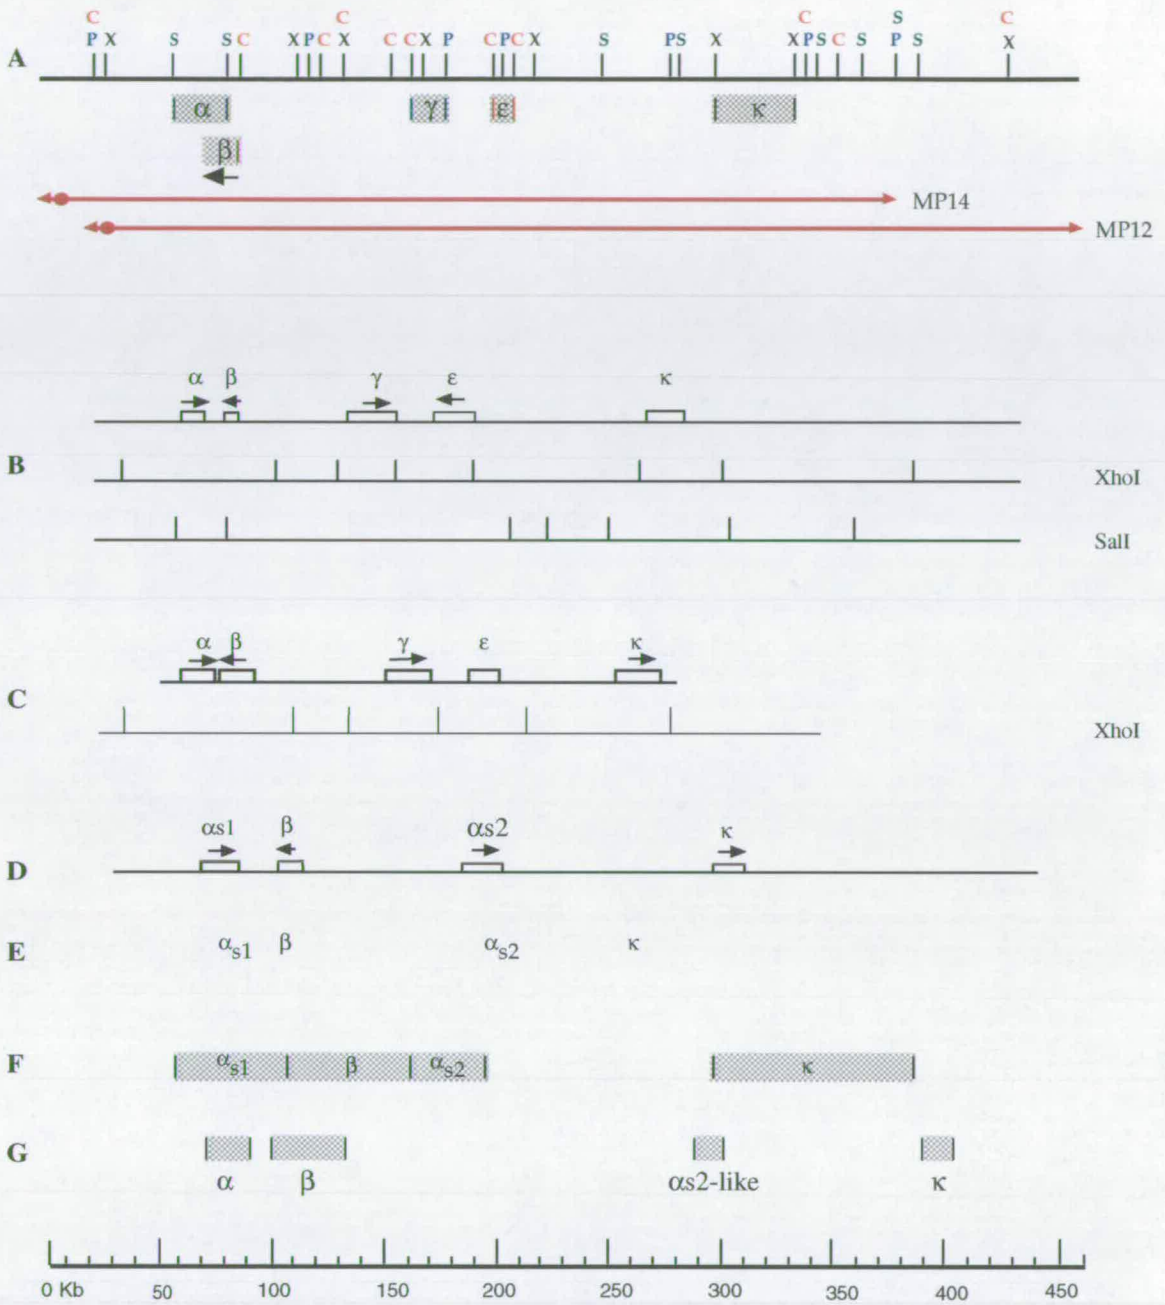 C C C S C
P X S S C X P C X C C X P C P C X S P S X X P S C S P S X
A
α γ ε κ
β
MP14
MP12
α β γ ε κ
B
XhoI
SalI
α β γ ε κ
C
XhoI
αs1 β αs2 κ
D
E αs1 β αs2 κ
F αs1 β αs2 κ
G
α β αs2-like κ
0 Kb 50 100 150 200 250 300 350 400 450